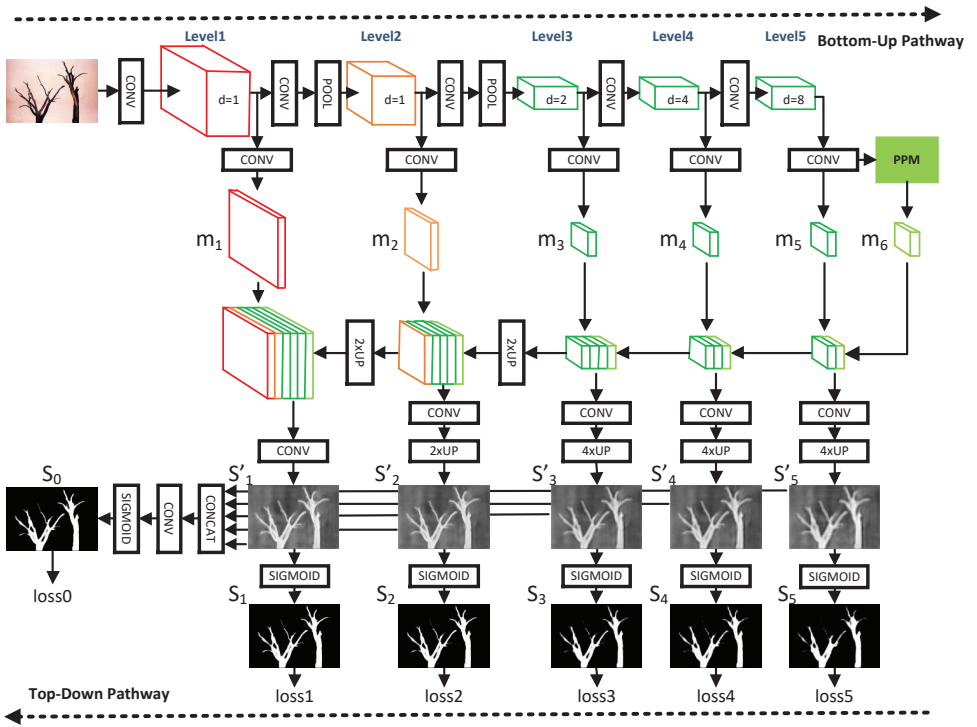 Level1 Level2 Level3 Level4 Level5
Bottom-Up Pathway
CONV d=1 CONV POOL d=1 CONV POOL d=2 CONV d=4 CONV d=8
CONV CONV CONV CONV CONV PPM
m1 m2 m3 m4 m5 m6
2xUP 2xUP
CONV CONV CONV CONV
CONV 2xUP 4xUP 4xUP 4xUP
S0 S'1 S'2 S'3 S'4 S'5
SIGMOID CONV CONCAT
SIGMOID SIGMOID SIGMOID SIGMOID SIGMOID
loss0
S1 S2 S3 S4 S5
Top-Down Pathway
loss1 loss2 loss3 loss4 loss5